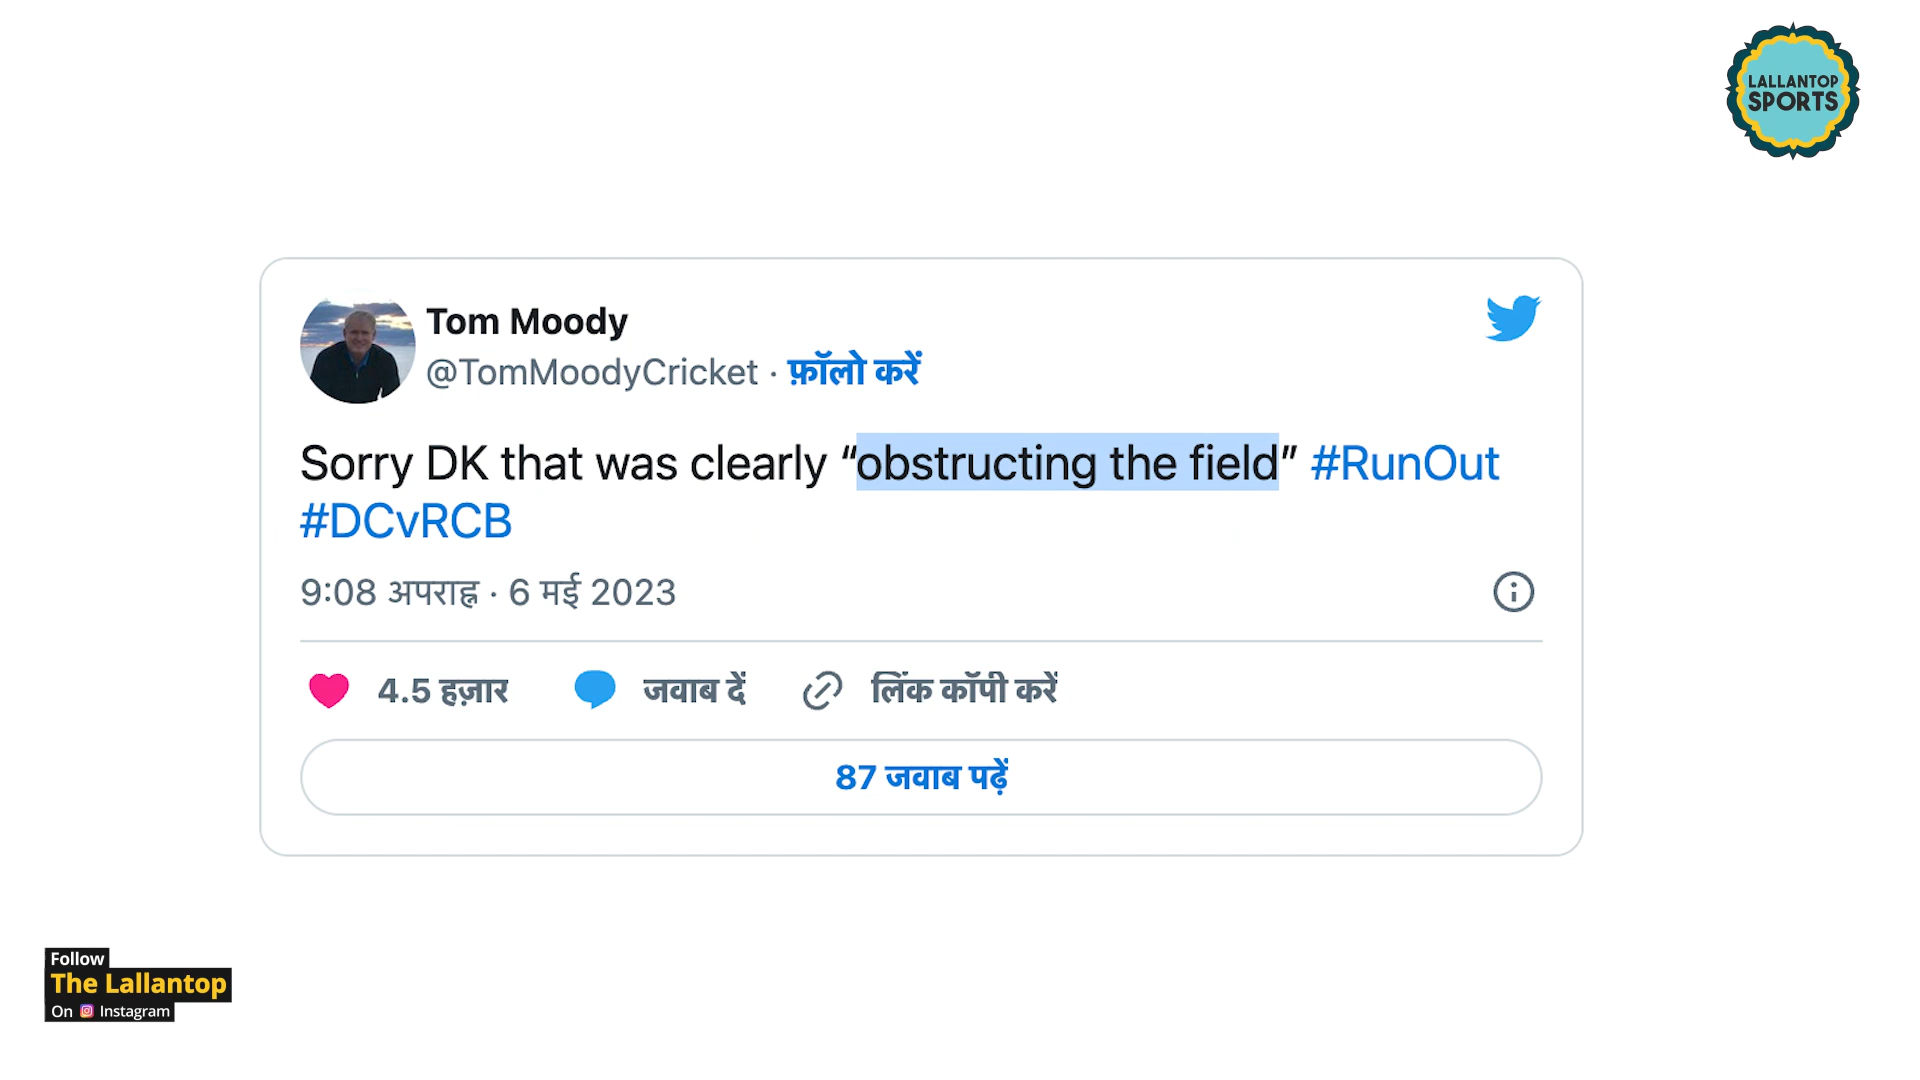 LALLANTOP
SPORTS
Tom Moody
@TomMoodyCricket · फ़ॉलो करें
Sorry DK that was clearly “obstructing the field” #RunOut
#DCvRCB
9:08 अपराह्न · 6 मई 2023
4.5 हज़ार जवाब दें लिंक कॉपी करें
87 जवाब पढ़ें
Follow
The Lallantop
On Instagram